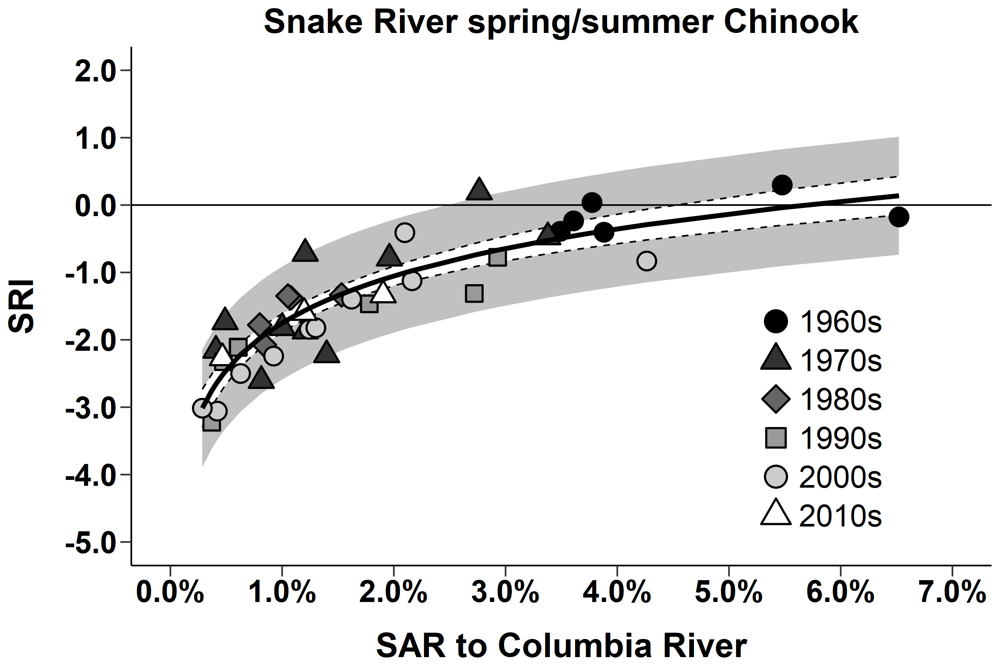 Snake River spring/summer Chinook
2.0
1.0
0.0
-1.0
-2.0
-3.0
-4.0
-5.0
SRI
1960s
1970s
1980s
1990s
2000s
2010s
0.0% 1.0% 2.0% 3.0% 4.0% 5.0% 6.0% 7.0%
SAR to Columbia River